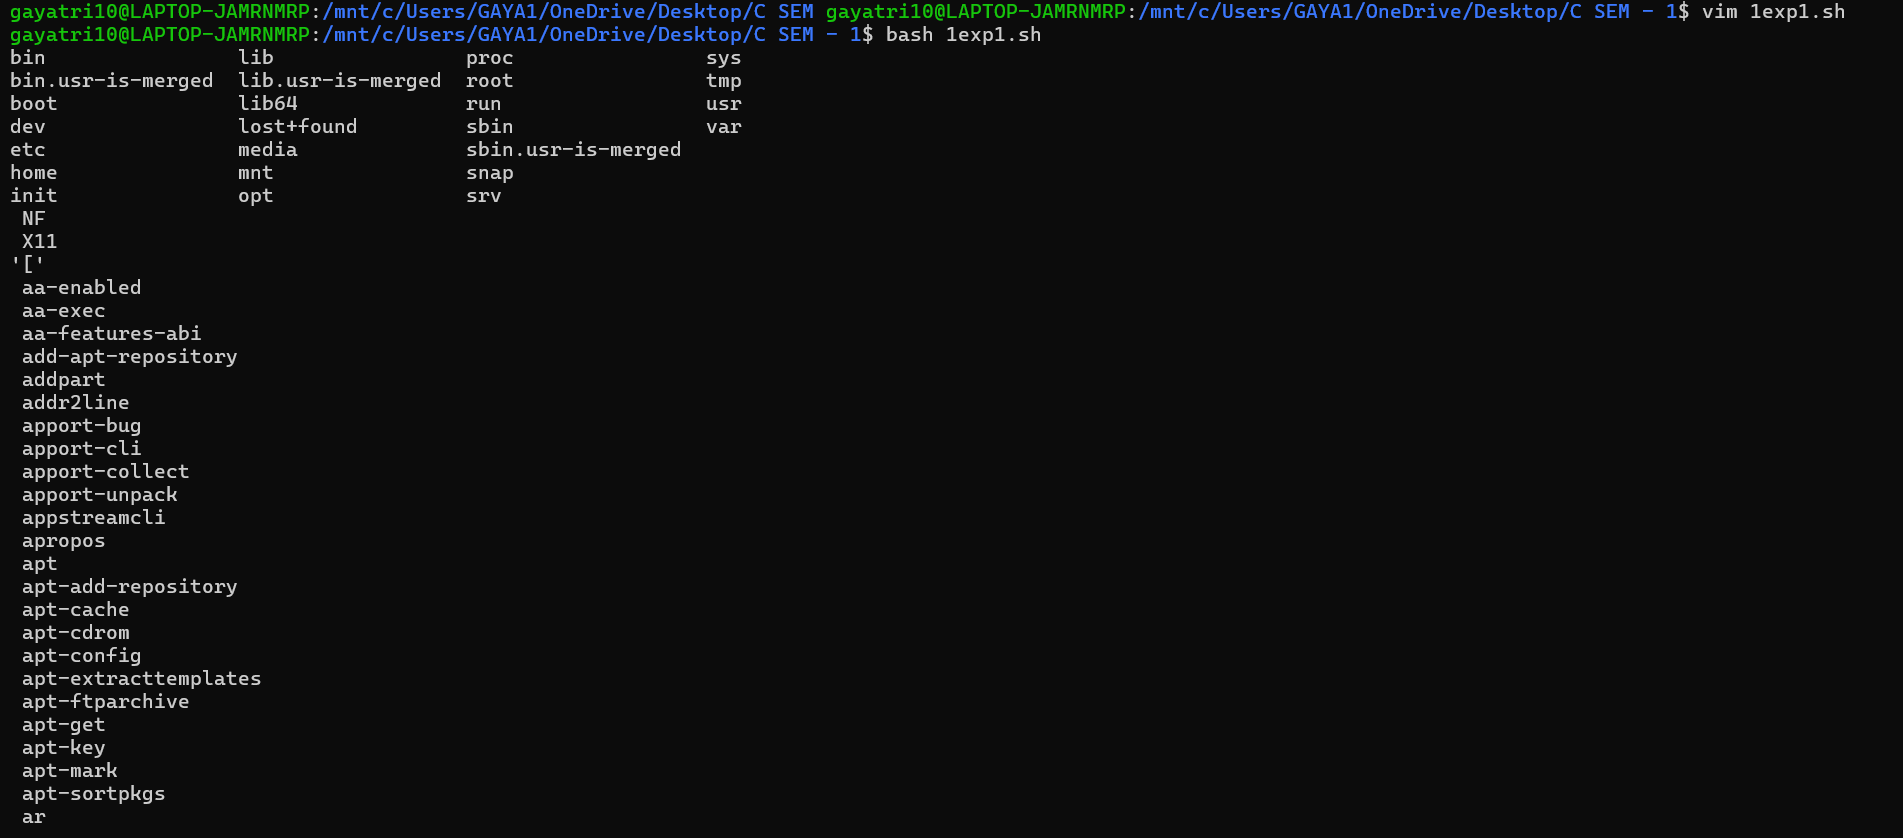 gayatri10@LAPTOP-JAMRNMRP:/mnt/c/Users/GAYA1/OneDrive/Desktop/C SEM gayatri10@LAPTOP-JAMRNMRP:/mnt/c/Users/GAYA1/OneDrive/Desktop/C SEM - 1$ vim 1exp1.sh
gayatri10@LAPTOP-JAMRNMRP:/mnt/c/Users/GAYA1/OneDrive/Desktop/C SEM - 1$ bash 1exp1.sh
bin                lib                proc                sys
bin.usr-is-merged  lib.usr-is-merged  root                tmp
boot               lib64              run                 usr
dev                lost+found         sbin                var
etc                media              sbin.usr-is-merged
home               mnt                snap
init               opt                srv
 NF
 X11
'['
 aa-enabled
 aa-exec
 aa-features-abi
 add-apt-repository
 addpart
 addr2line
 apport-bug
 apport-cli
 apport-collect
 apport-unpack
 appstreamcli
 apropos
 apt
 apt-add-repository
 apt-cache
 apt-cdrom
 apt-config
 apt-extracttemplates
 apt-ftparchive
 apt-get
 apt-key
 apt-mark
 apt-sortpkgs
 ar